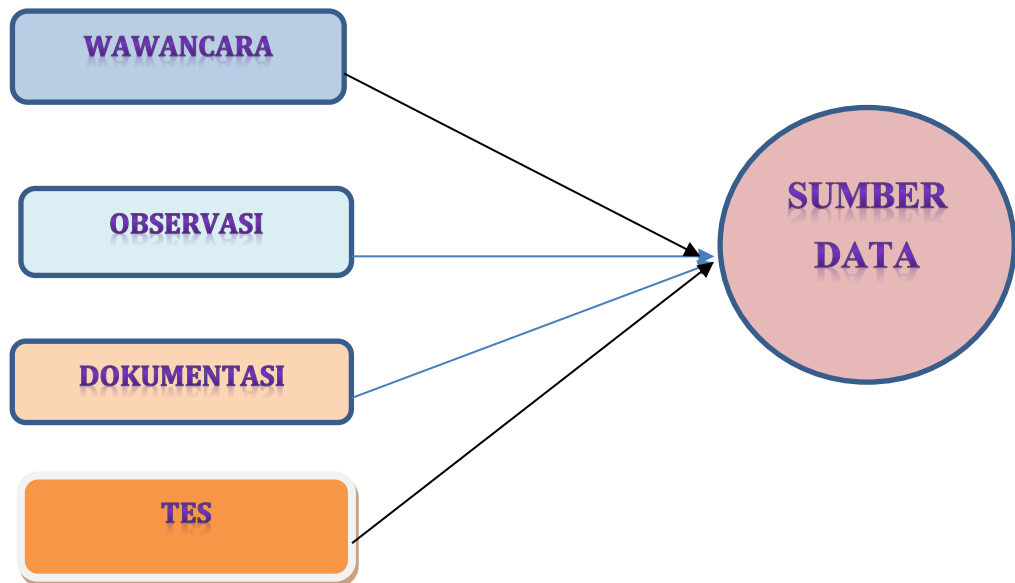 WAWANCARA
OBSERVASI
DOKUMENTASI
TES
SUMBER
DATA